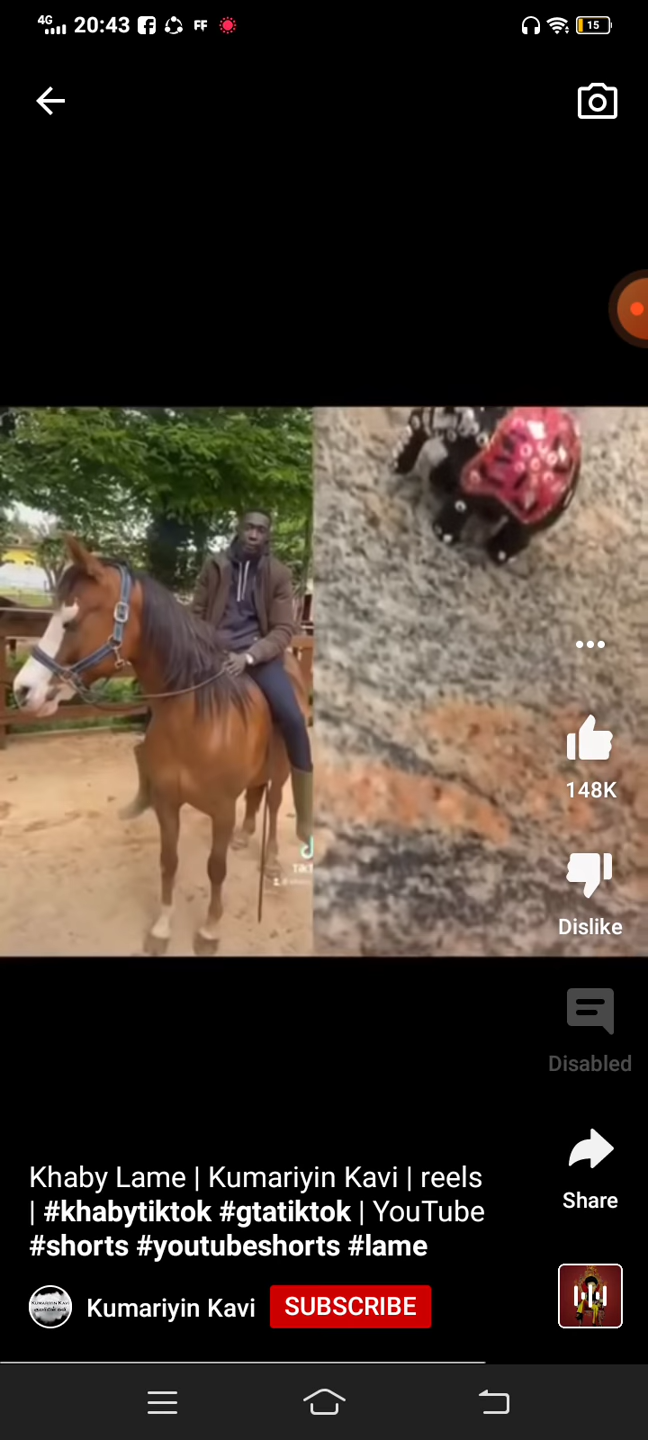 4G 20:43 FF 15
TikT
148K
Dislike
Disabled
Khaby Lame | Kumariyin Kavi | reels
| #khabytiktok #gtatiktok | YouTube
#shorts #youtubeshorts #lame
Share
Kumariyin Kavi SUBSCRIBE